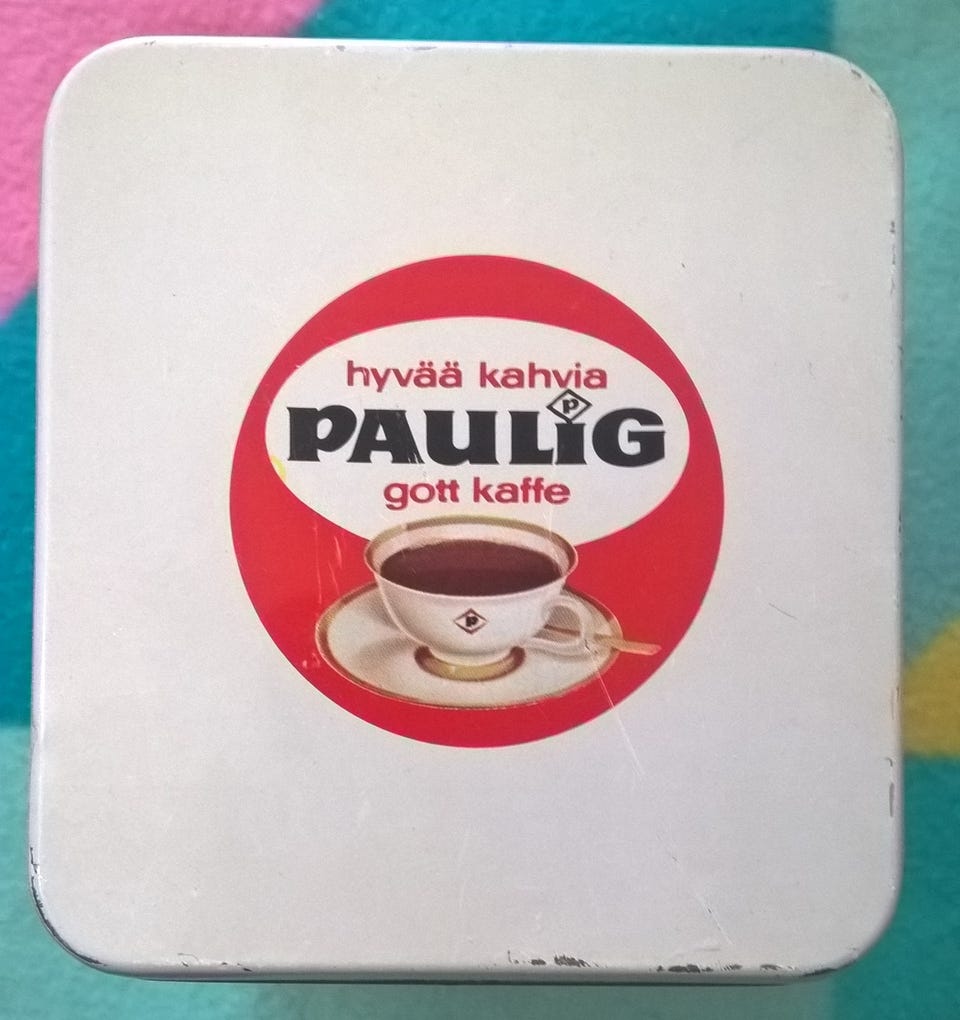 hyvää kahvia
PAULiG
P
gott kaffe
P